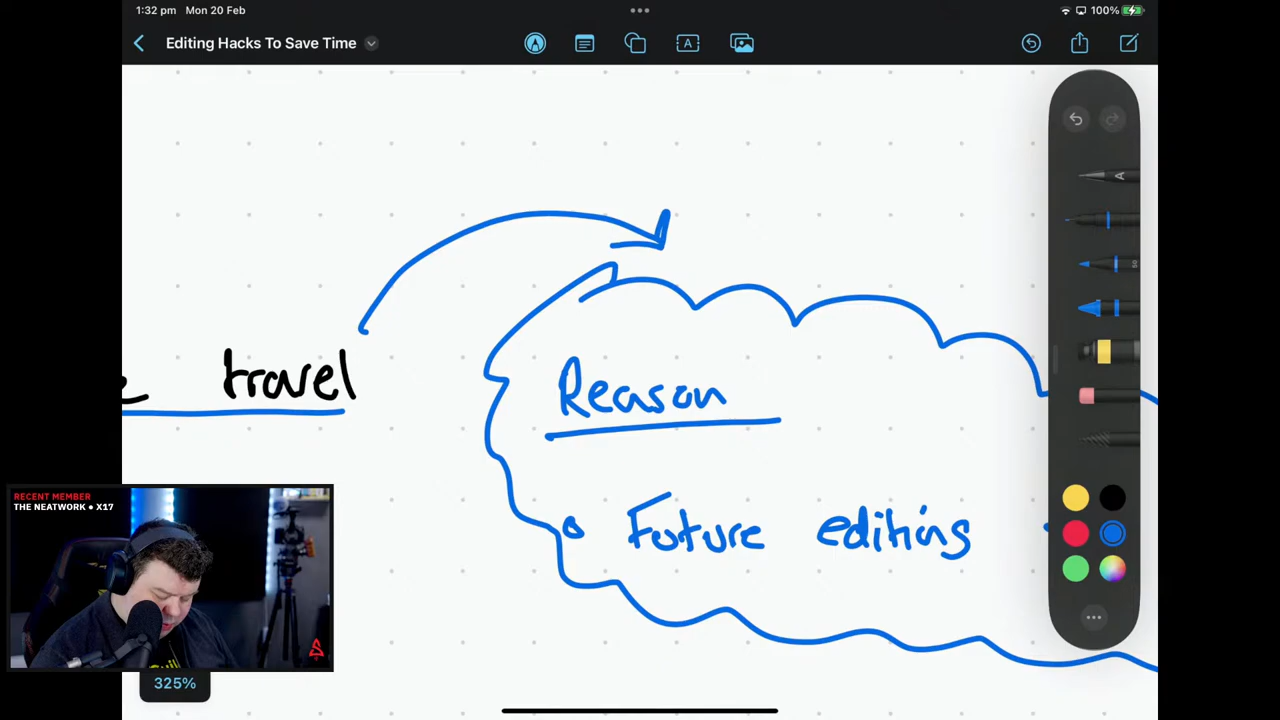 1:32 pm Mon 20 Feb
100%
Editing Hacks To Save Time
A
A
50
travel
Reason
Future editing
RECENT MEMBER
THE NEATWORK ● X17
325%